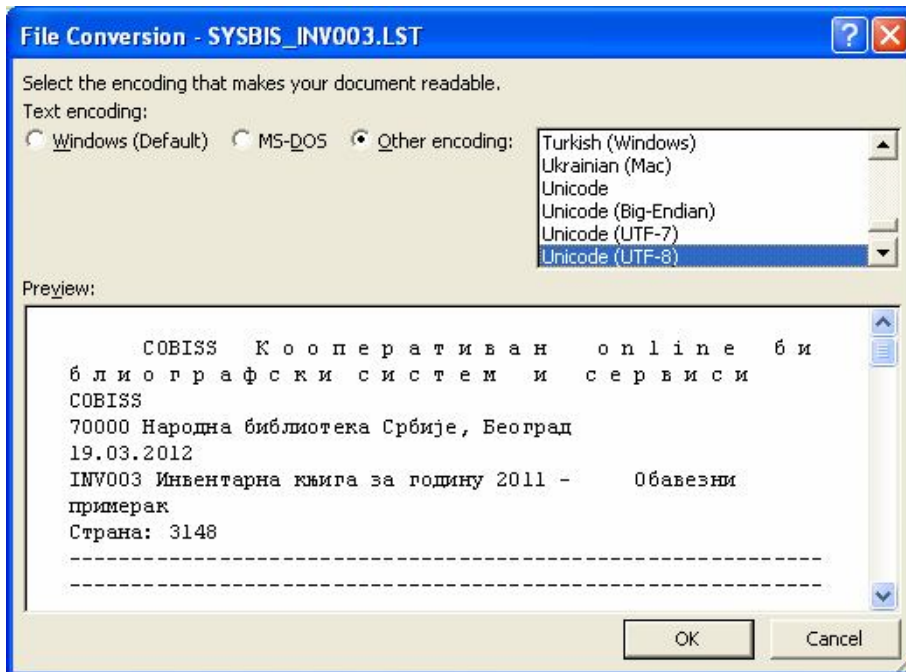 File Conversion - SYSBIS_INV003.LST
Select the encoding that makes your document readable.
Text encoding:
Windows (Default) MS-DOS Other encoding:
Turkish (Windows)
Ukrainian (Mac)
Unicode
Unicode (Big-Endian)
Unicode (UTF-7)
Unicode (UTF-8)
Preview:
COBISS К о о п е р а т и в а н o n l i n e б и
б л и о г р а ф с к и с и с т е м и с е р в и с и
COBISS
70000 Народна библиотека Србије, Београд
19.03.2012
INV003 Инвентарна књига за годину 2011 - Обавезни
примерак
Страна: 3148
--------------------------------------------------------------
--------------------------------------------------------------
OK Cancel